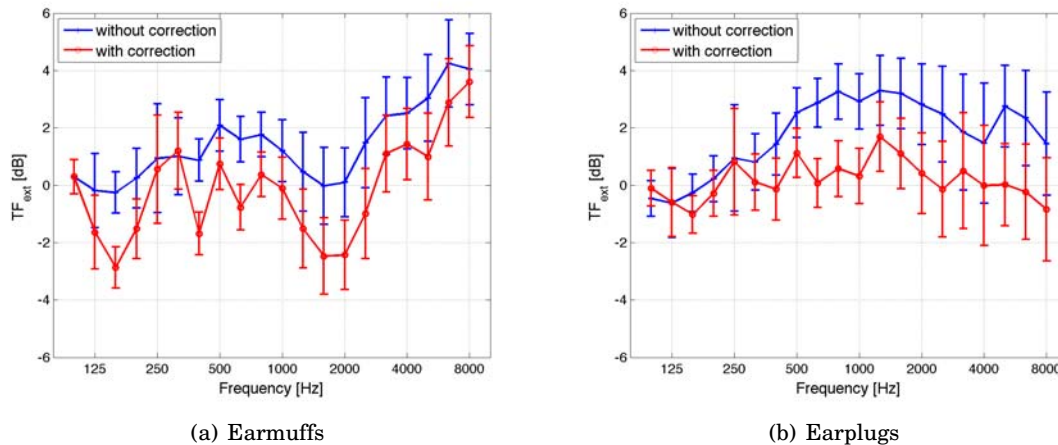 6
4
2
0
-2
-4
-6
TF_ext [dB]
without correction
with correction
125 250 500 1000 2000 4000 8000
Frequency [Hz]
(a) Earmuffs
6
4
2
0
-2
-4
-6
TF_ext [dB]
without correction
with correction
125 250 500 1000 2000 4000 8000
Frequency [Hz]
(b) Earplugs